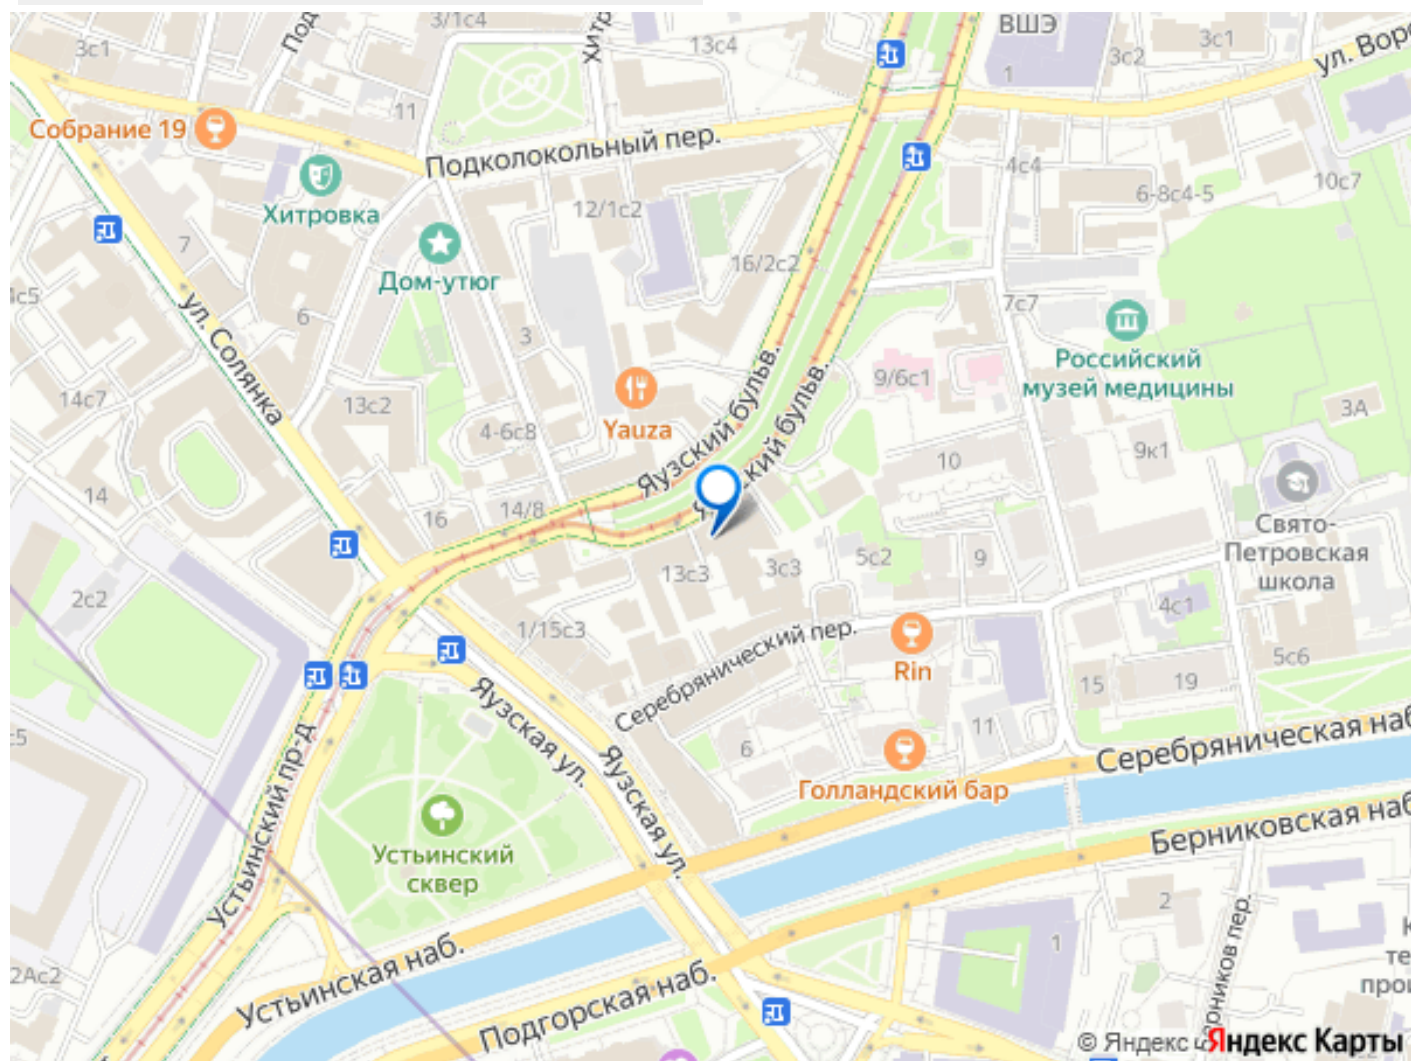 3/1с4
ВШЭ
3с1
13с4
3с2
3с1
1
ул. Воро
11
Собрание 19
Подколокольный пер.
4с4
10с7
Хитровка
12/1с2
6-8с4-5
7
Дом-утюг
16/2с2
6
ул. Солянка
3
7с7
Российский
музей медицины
9/6с1
14с7
13с2
Yauza
4-6с8
Яузский бульв.
Яузский бульв.
3А
9к1
10
14
16
14/8
Свято-
Петровская
школа
13с3
3с3
5с2
9
2с2
4с1
1/15с3
Серебрянический пер.
Rin
5с6
15
19
Яузская ул.
Яузская ул.
6
11
Серебряническая наб
Голландский бар
Устьинский пр-д
Устьинский
сквер
Берниковская наб
2
1
Устьинская наб.
Подгорская наб.
2Ас2
© Яндекс
Яндекс Карты